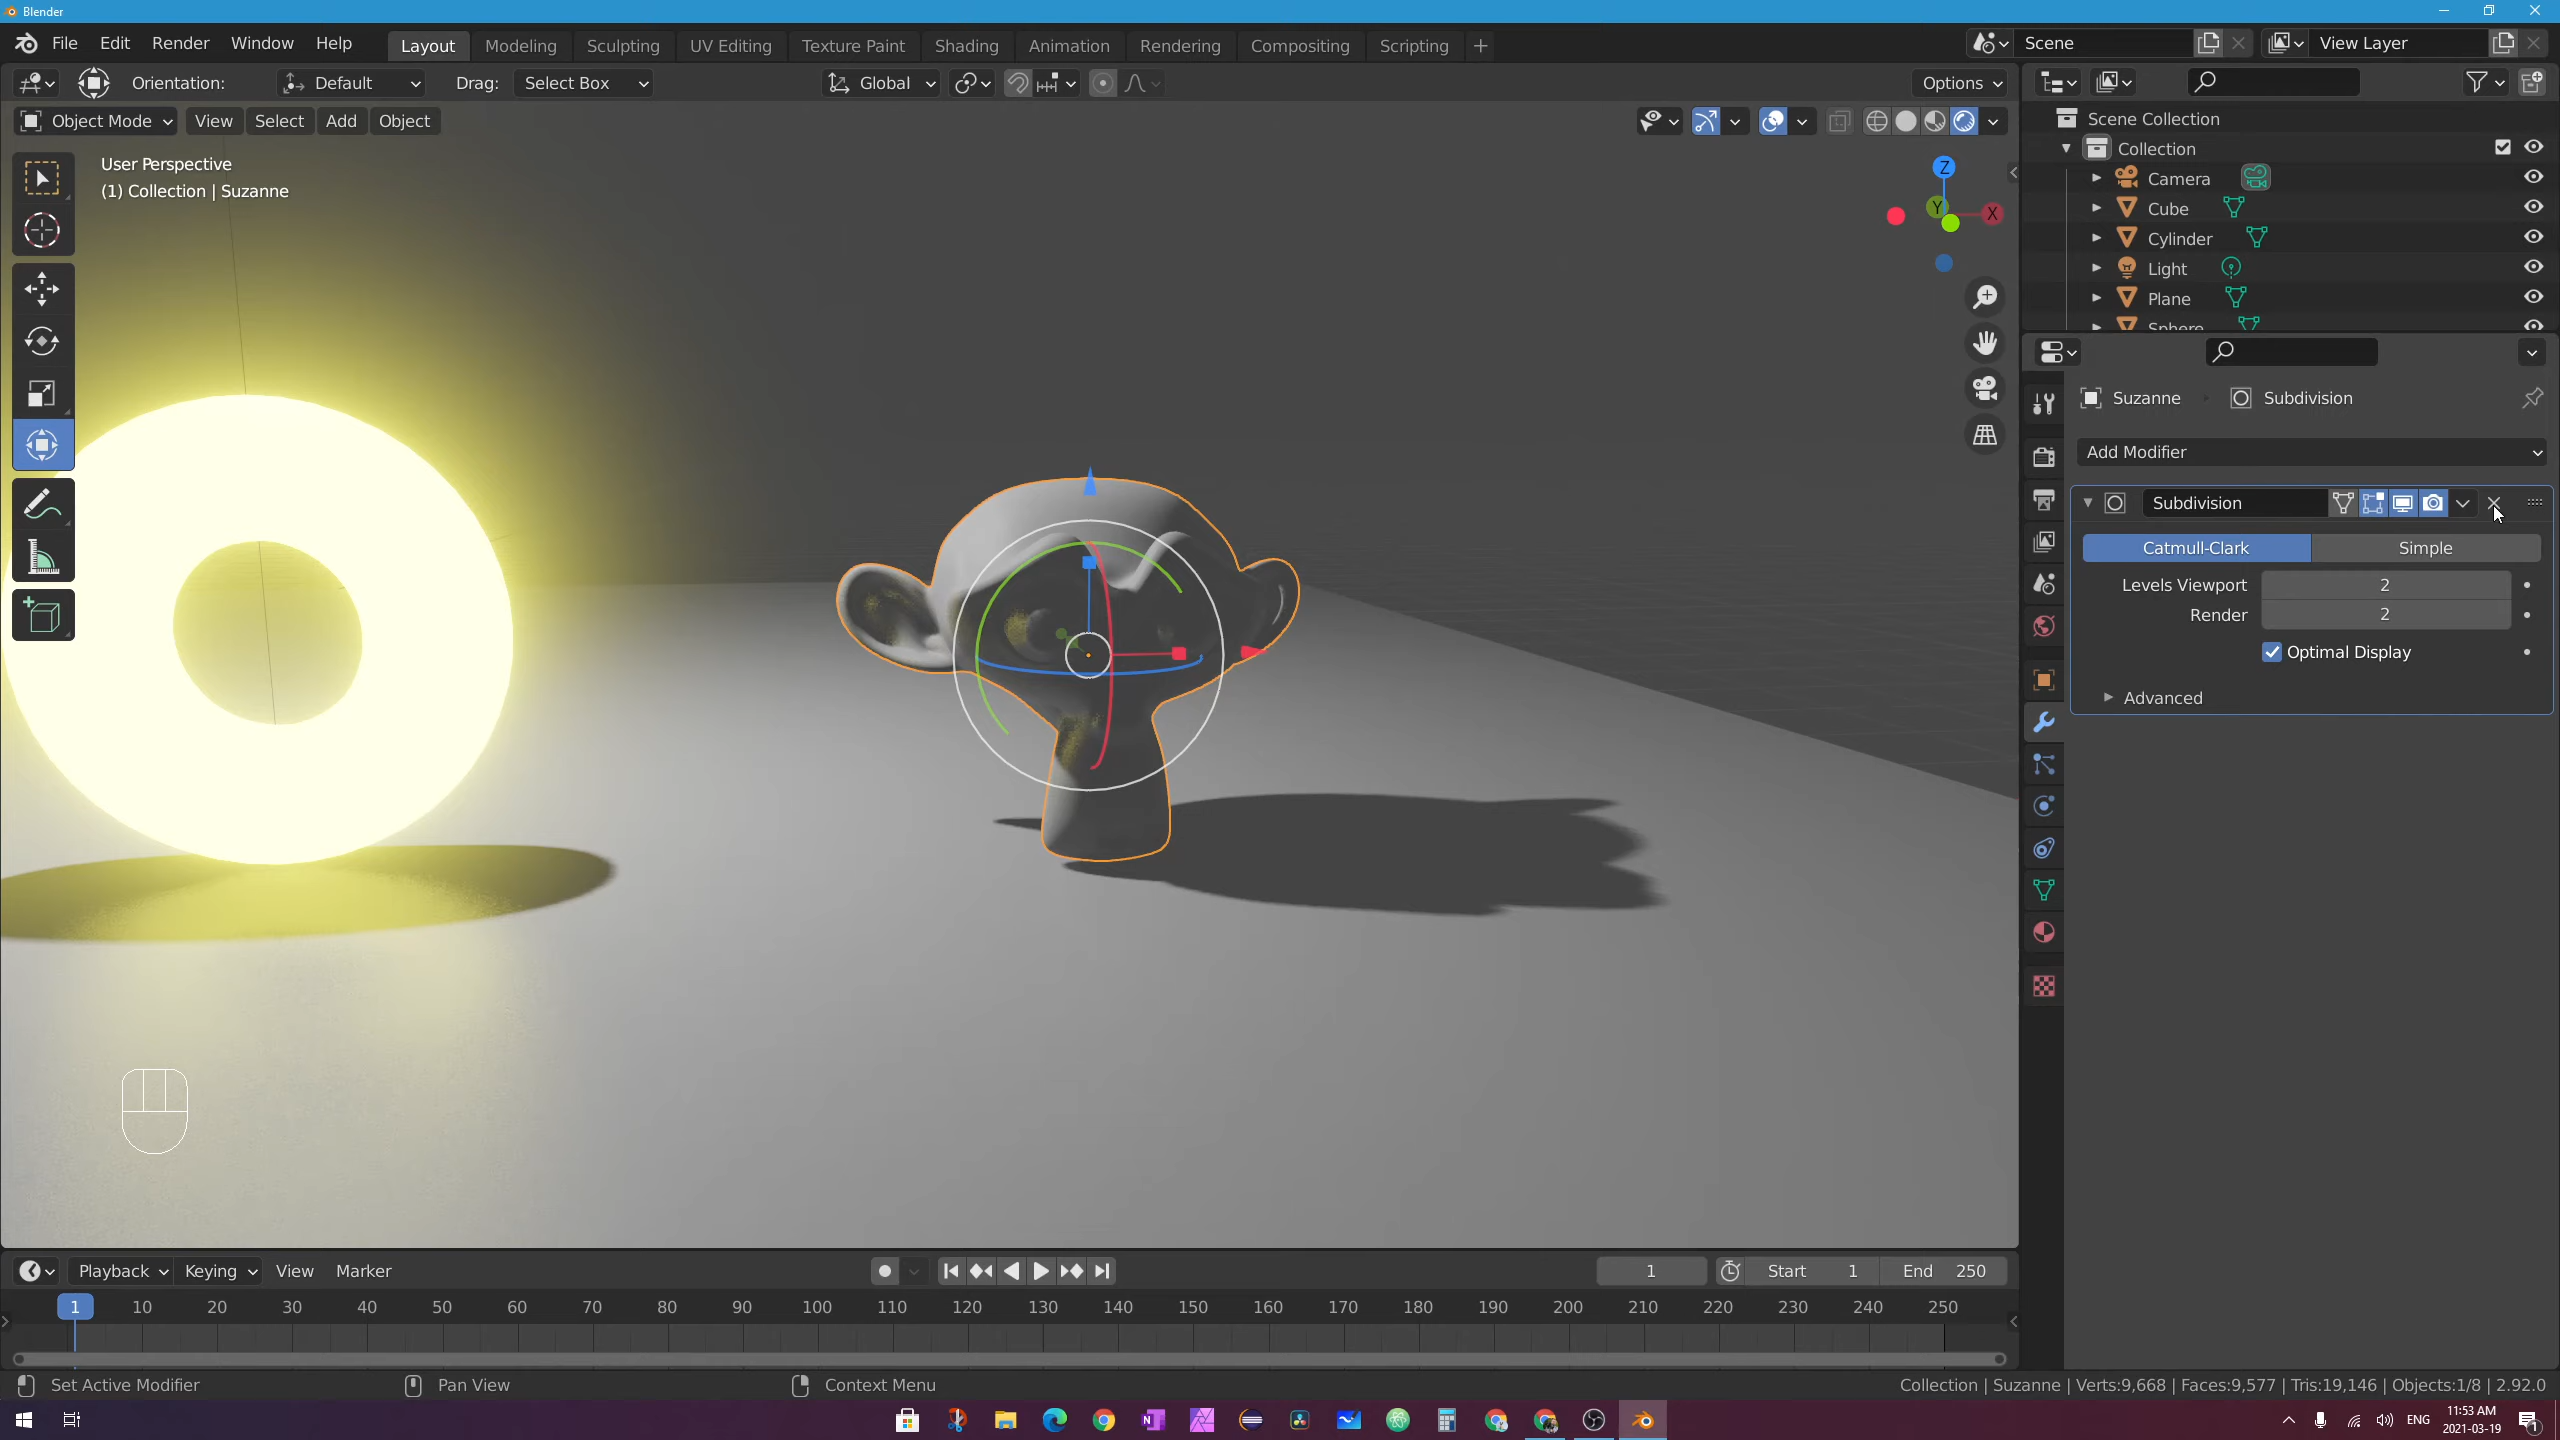 Blender
File Edit Render Window Help Layout Modeling Sculpting UV Editing Texture Paint Shading Animation Rendering Compositing Scripting + Scene View Layer
Orientation: Default Drag: Select Box Global Options
Object Mode View Select Add Object
User Perspective
(1) Collection | Suzanne
Z
Y
X
Scene Collection
Collection
Camera
Cube
Cylinder
Light
Plane
Sphere
Suzanne Subdivision
Add Modifier
Subdivision
Catmull-Clark Simple
Levels Viewport 2
Render 2
Optimal Display
Advanced
Playback Keying View Marker 1 Start 1 End 250
1 10 20 30 40 50 60 70 80 90 100 110 120 130 140 150 160 170 180 190 200 210 220 230 240 250
Set Active Modifier Pan View Context Menu Collection | Suzanne | Verts:9,668 | Faces:9,577 | Tris:19,146 | Objects:1/8 | 2.92.0
ENG 11:53 AM
2021-03-19
1